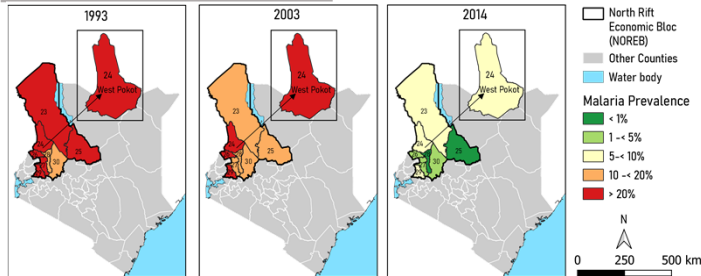 1993
24
West Pokot
23
25
30
2003
24
West Pokot
23
25
30
2014
24
West Pokot
23
24
25
30
North Rift
Economic Bloc
(NOREB)
Other Counties
Water body
Malaria Prevalence
< 1%
1 -< 5%
5-< 10%
10 -< 20%
> 20%
N
0 250 500 km